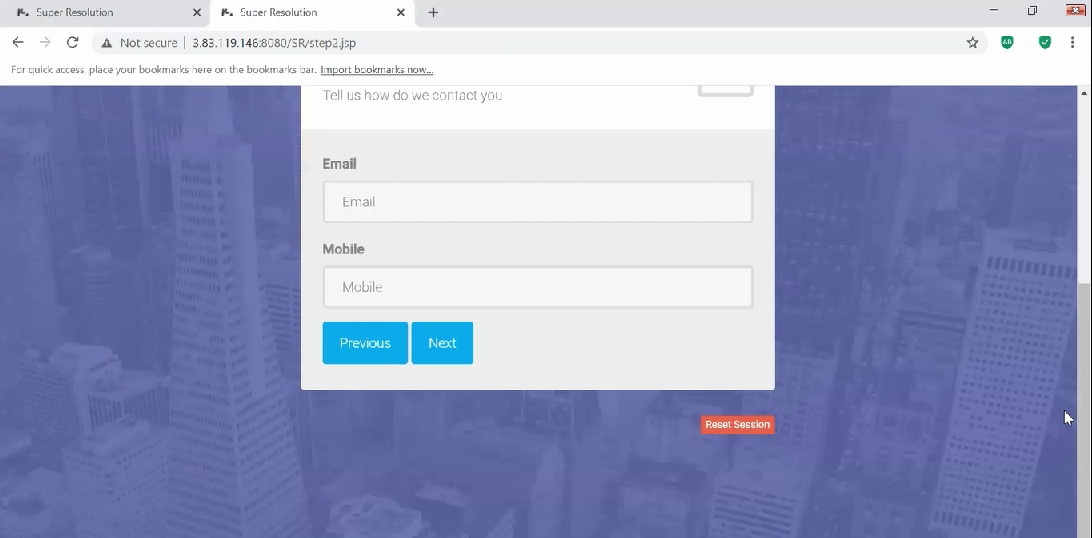 Super Resolution
Super Resolution
Not secure 3.83.119.146:8080/SR/step2.jsp
For quick access, place your bookmarks here on the bookmarks bar. Import bookmarks now...
Tell us how do we contact you
Email
Email
Mobile
Mobile
Previous Next
Reset Session